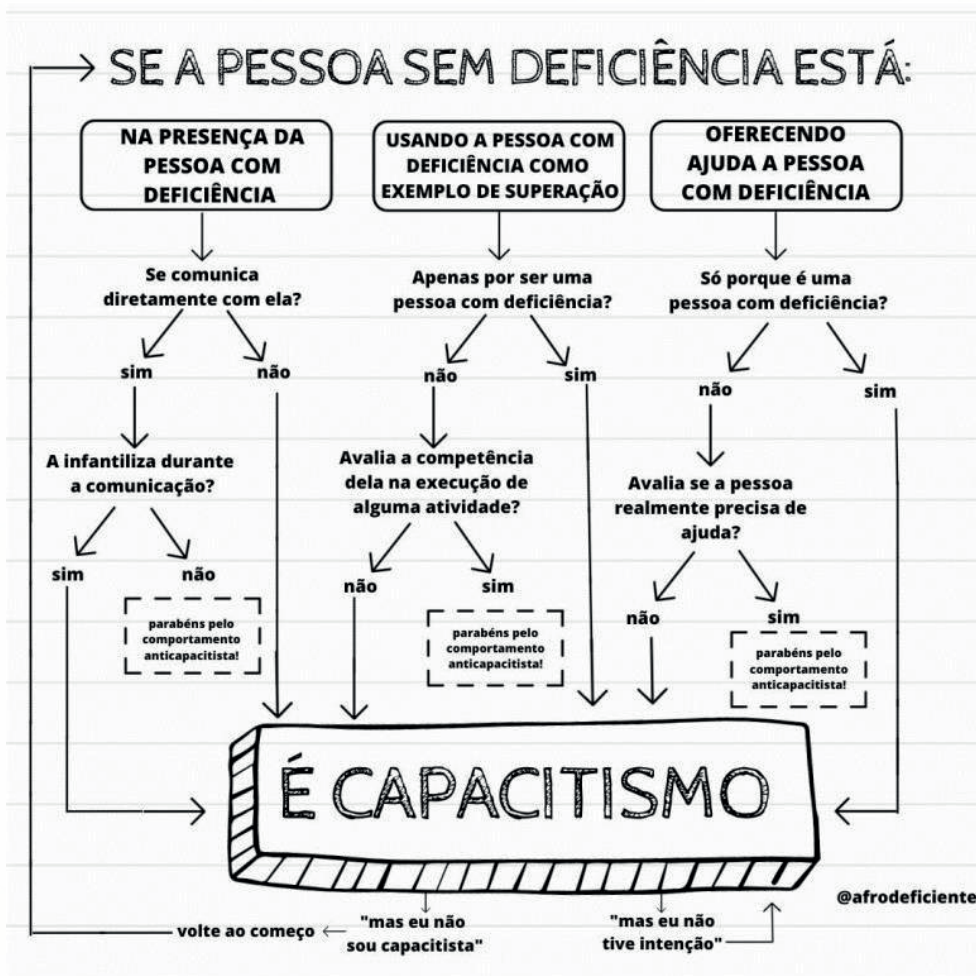 SE A PESSOA SEM DEFICIÊNCIA ESTÁ:
NA PRESENÇA DA
PESSOA COM
DEFICIÊNCIA
Se comunica
diretamente com ela?
sim
não
A infantiliza durante
a comunicação?
sim
não
parabéns pelo
comportamento
anticapacitista!
USANDO A PESSOA COM
DEFICIÊNCIA COMO
EXEMPLO DE SUPERAÇÃO
Apenas por ser uma
pessoa com deficiência?
não
sim
Avalia a competência
dela na execução de
alguma atividade?
não
sim
parabéns pelo
comportamento
anticapacitista!
OFERECENDO
AJUDA A PESSOA
COM DEFICIÊNCIA
Só porque é uma
pessoa com deficiência?
não
sim
Avalia se a pessoa
realmente precisa de
ajuda?
não
sim
parabéns pelo
comportamento
anticapacitista!
É CAPACITISMO
"mas eu não
sou capacitista"
volte ao começo
"mas eu não
tive intenção"
@afrodeficiente